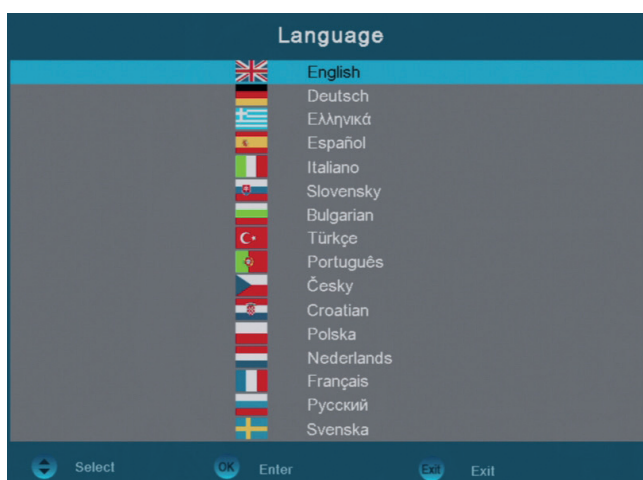 Language
English
Deutsch
Ελληνικά
Español
Italiano
Slovensky
Bulgarian
Türkçe
Português
Česky
Croatian
Polska
Nederlands
Français
Русский
Svenska
Select OK Enter Exit Exit